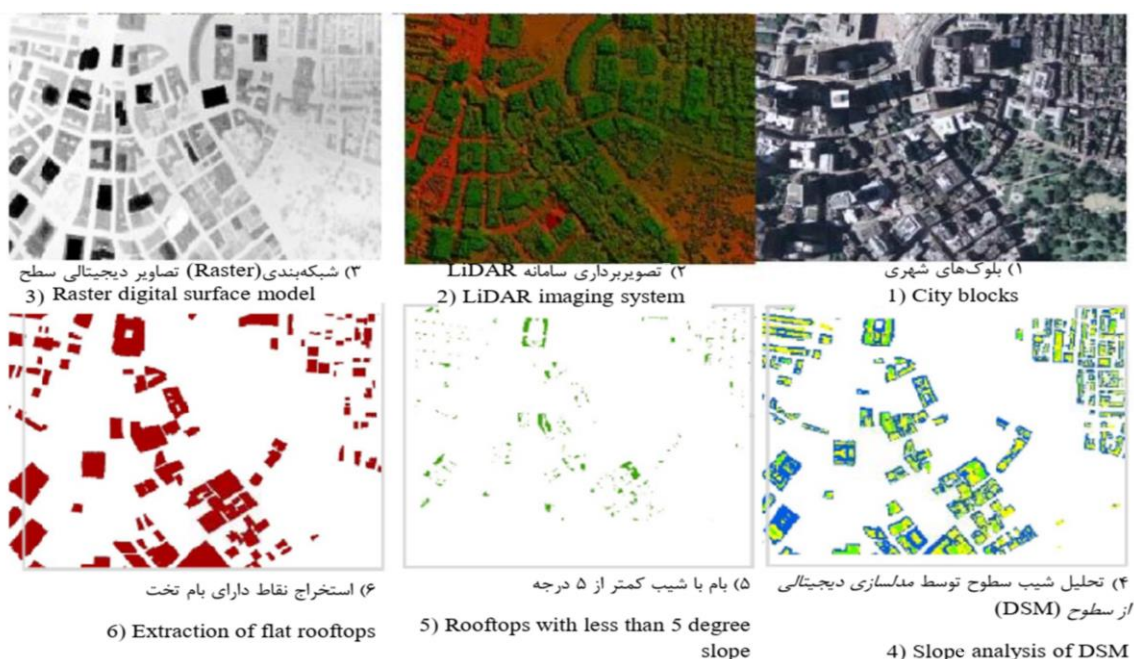 ۱) بلوک‌های شهری
1) City blocks
۲) تصویربرداری سامانه LiDAR
2) LiDAR imaging system
۳) شبکه‌بندی(Raster) تصاویر دیجیتالی سطح
3) Raster digital surface model
۴) تحلیل شیب سطوح توسط مدلسازی دیجیتالی
از سطوح (DSM)
4) Slope analysis of DSM
۵) بام با شیب کمتر از ۵ درجه
5) Rooftops with less than 5 degree
slope
۶) استخراج نقاط دارای بام تخت
6) Extraction of flat rooftops